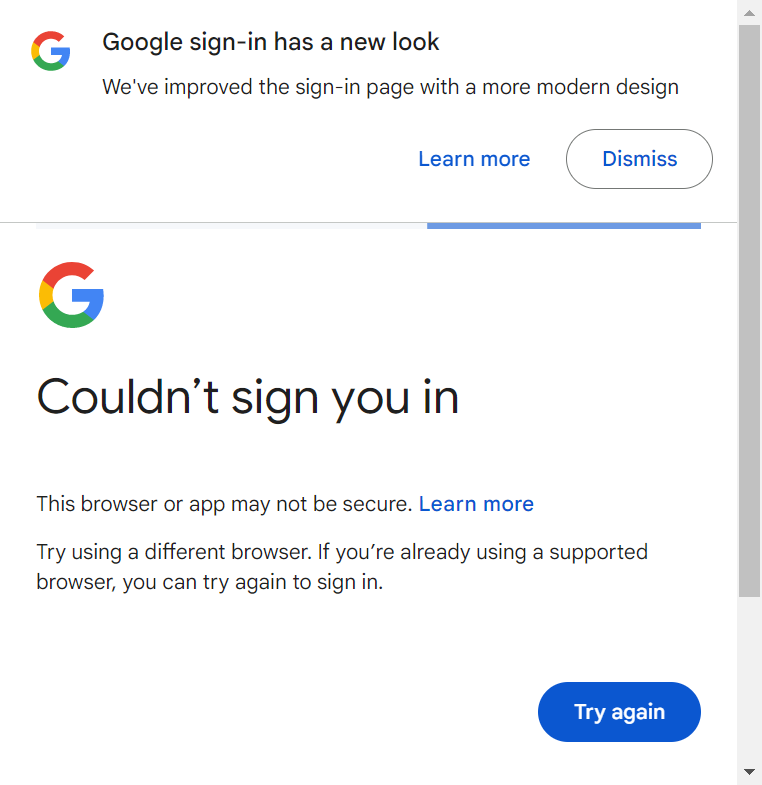 Google sign-in has a new look
We've improved the sign-in page with a more modern design
Learn more
Dismiss
Couldn’t sign you in
This browser or app may not be secure. Learn more
Try using a different browser. If you’re already using a supported
browser, you can try again to sign in.
Try again